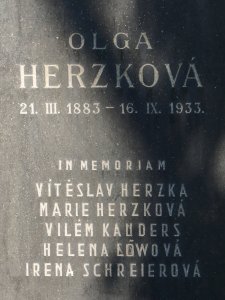 OLGA
HERZKOVÁ
21. III. 1883 – 16. IX. 1933.
IN MEMORIAM
VÍTĚSLAV HERZKA
MARIE HERZKOVÁ
VILÉM KAUDERS
HELENA LÖWOVÁ
IRENA SCHREIEROVÁ